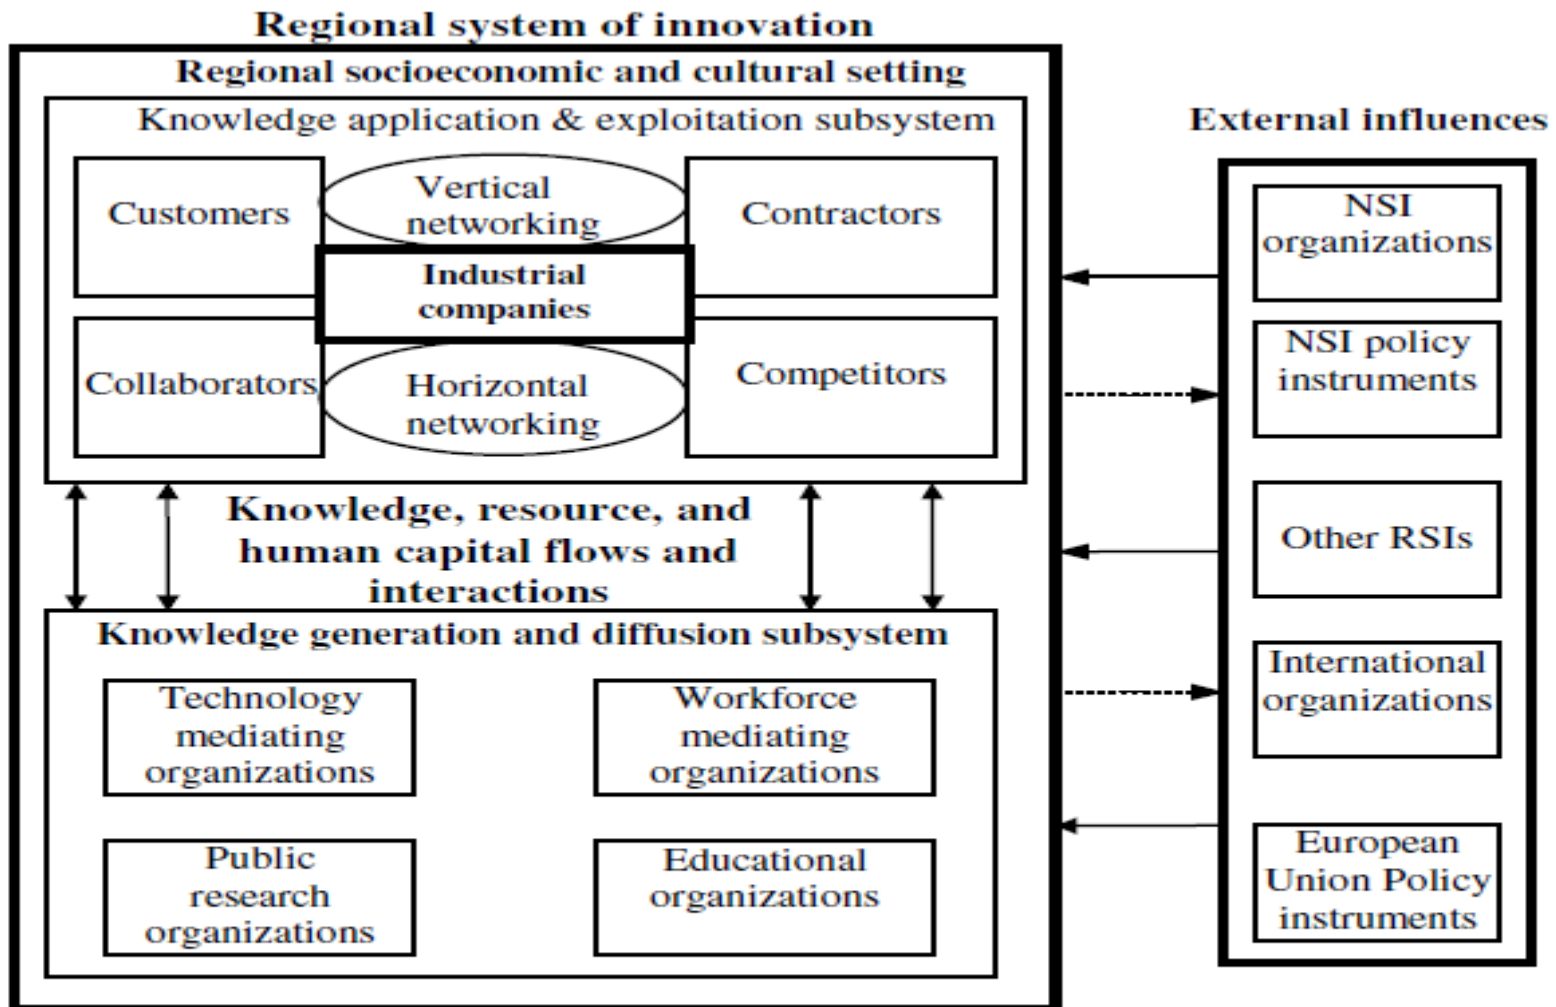 Regional system of innovation
Regional socioeconomic and cultural setting
Knowledge application & exploitation subsystem
Customers
Vertical
networking
Contractors
Industrial
companies
Collaborators
Horizontal
networking
Competitors
Knowledge, resource, and
human capital flows and
interactions
Knowledge generation and diffusion subsystem
Technology
mediating
organizations
Workforce
mediating
organizations
Public
research
organizations
Educational
organizations
External influences
NSI
organizations
NSI policy
instruments
Other RSIs
International
organizations
European
Union Policy
instruments